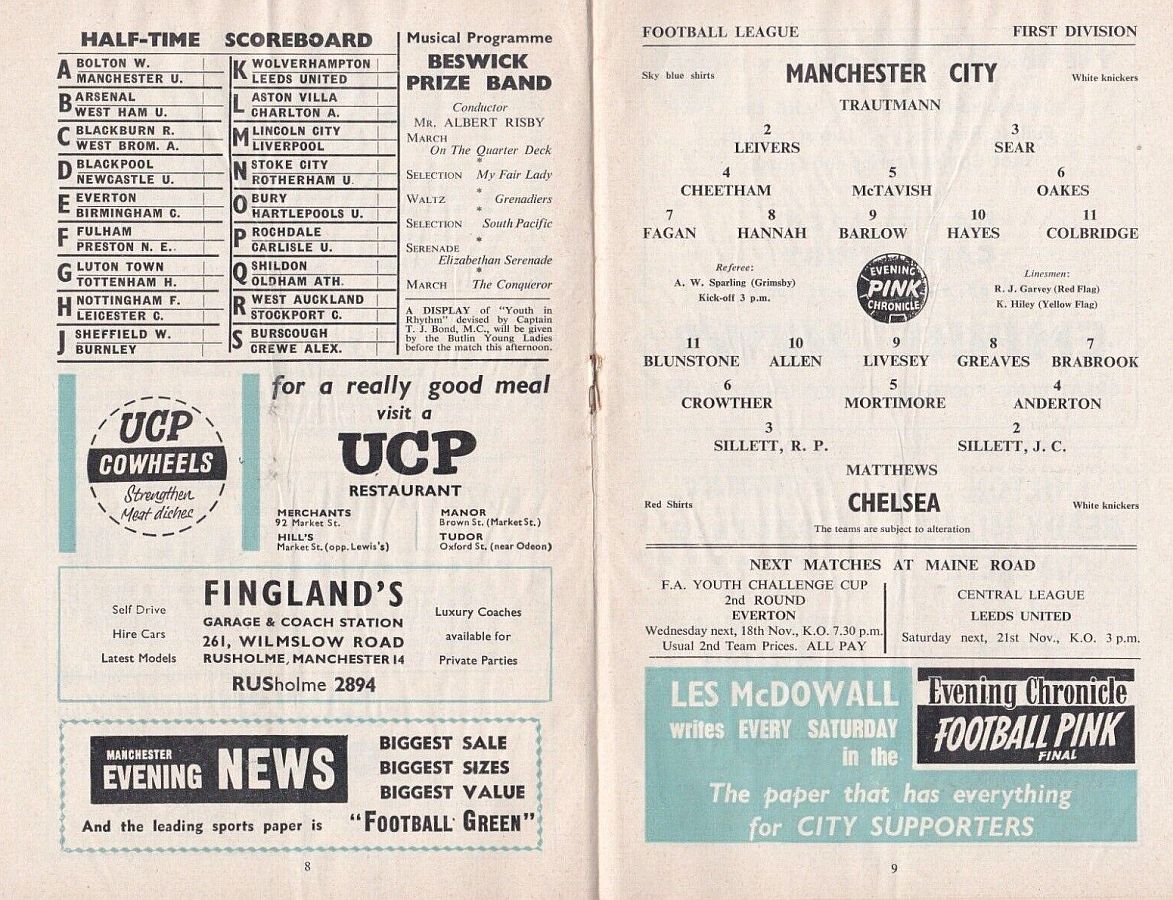 HALF-TIME SCOREBOARD
A BOLTON W.
MANCHESTER U.
B ARSENAL
WEST HAM U.
C BLACKBURN R.
WEST BROM. A.
D BLACKPOOL
NEWCASTLE U.
E EVERTON
BIRMINGHAM C.
F FULHAM
PRESTON N. E.
G LUTON TOWN
TOTTENHAM H.
H NOTTINGHAM F.
LEICESTER C.
J SHEFFIELD W.
BURNLEY
K WOLVERHAMPTON
LEEDS UNITED
L ASTON VILLA
CHARLTON A.
M LINCOLN CITY
LIVERPOOL
N STOKE CITY
ROTHERHAM U.
O BURY
HARTLEPOOLS U.
P ROCHDALE
CARLISLE U.
Q SHILDON
OLDHAM ATH.
R WEST AUCKLAND
STOCKPORT C.
S BURSCOUGH
CREWE ALEX.
Musical Programme
BESWICK
PRIZE BAND
Conductor
MR. ALBERT RISBY
MARCH
On The Quarter Deck
*
SELECTION My Fair Lady
*
WALTZ Grenadiers
*
SELECTION South Pacific
*
SERENADE
Elizabethan Serenade
*
MARCH The Conqueror
A DISPLAY of "Youth in
Rhythm" devised by Captain
T. J. Bond, M.C., will be given
by the Butlin Young Ladies
before the match this afternoon.
UCP
COWHEELS
Strengthen
Meat dishes
for a really good meal
visit a
UCP
RESTAURANT
MERCHANTS
92 Market St.
HILL'S
Market St. (opp. Lewis's)
MANOR
Brown St. (Market St.)
TUDOR
Oxford St. (near Odeon)
Self Drive
Hire Cars
Latest Models
FINGLAND'S
GARAGE & COACH STATION
261, WILMSLOW ROAD
RUSHOLME, MANCHESTER 14
RUSholme 2894
Luxury Coaches
available for
Private Parties
MANCHESTER
EVENING NEWS
BIGGEST SALE
BIGGEST SIZES
BIGGEST VALUE
And the leading sports paper is "FOOTBALL GREEN"
8
FOOTBALL LEAGUE FIRST DIVISION
Sky blue shirts MANCHESTER CITY White knickers
TRAUTMANN
2 3
LEIVERS SEAR
4 5 6
CHEETHAM McTAVISH OAKES
7 8 9 10 11
FAGAN HANNAH BARLOW HAYES COLBRIDGE
Referee:
A. W. Sparling (Grimsby)
Kick-off 3 p.m.
EVENING
PINK
CHRONICLE
Linesmen:
R. J. Garvey (Red Flag)
K. Hiley (Yellow Flag)
11 10 9 8 7
BLUNSTONE ALLEN LIVESEY GREAVES BRABROOK
6 5 4
CROWTHER MORTIMORE ANDERTON
3 2
SILLETT, R. P. SILLETT, J. C.
MATTHEWS
Red Shirts CHELSEA White knickers
The teams are subject to alteration
NEXT MATCHES AT MAINE ROAD
F.A. YOUTH CHALLENGE CUP
2nd ROUND
EVERTON
Wednesday next, 18th Nov., K.O. 7.30 p.m.
Usual 2nd Team Prices. ALL PAY
CENTRAL LEAGUE
LEEDS UNITED
Saturday next, 21st Nov., K.O. 3 p.m.
LES McDOWALL
writes EVERY SATURDAY
in the
Evening Chronicle
FOOTBALL PINK
FINAL
The paper that has everything
for CITY SUPPORTERS
9